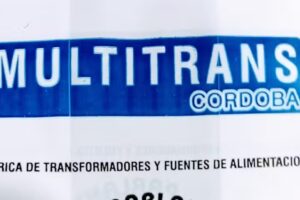 MULTITRANS
CORDOBA
RICA DE TRANSFORMADORES Y FUENTES DE ALIMENTACIO